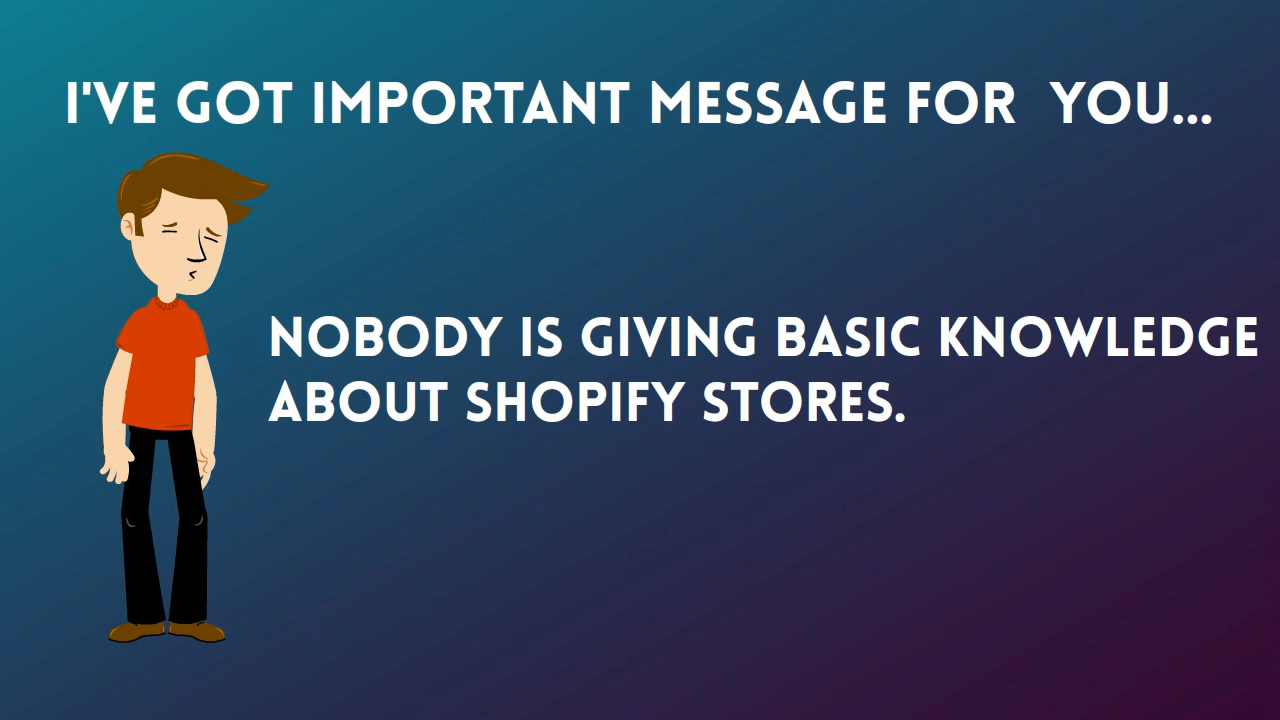 I'VE GOT IMPORTANT MESSAGE FOR  YOU...
NOBODY IS GIVING BASIC KNOWLEDGE
ABOUT SHOPIFY STORES.